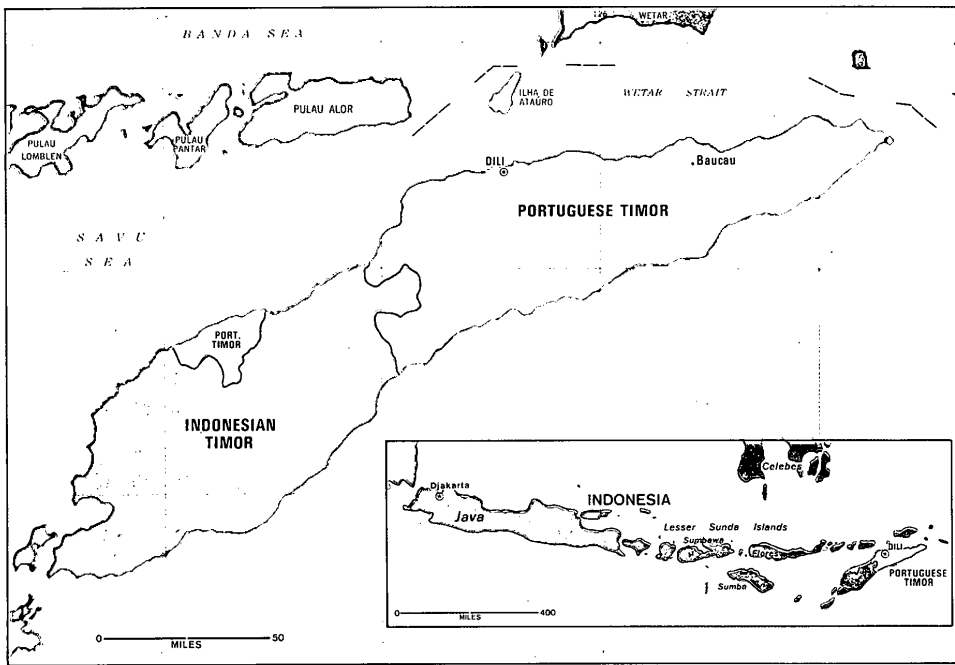 BANDA SEA
126
WETAR
ILHA DE
ATAÚRO
WETAR STRAIT
PULAU ALOR
PULAU
PANTAR
PULAU
LOMBLEN
DILI
Baucau
PORTUGUESE TIMOR
SAVU
SEA
PORT.
TIMOR
INDONESIAN
TIMOR
0 50
MILES
Celebes
Djakarta
INDONESIA
Java
Lesser Sunda Islands
Sumbawa
Flores
DILI
PORTUGUESE
TIMOR
Sumba
0 400
MILES